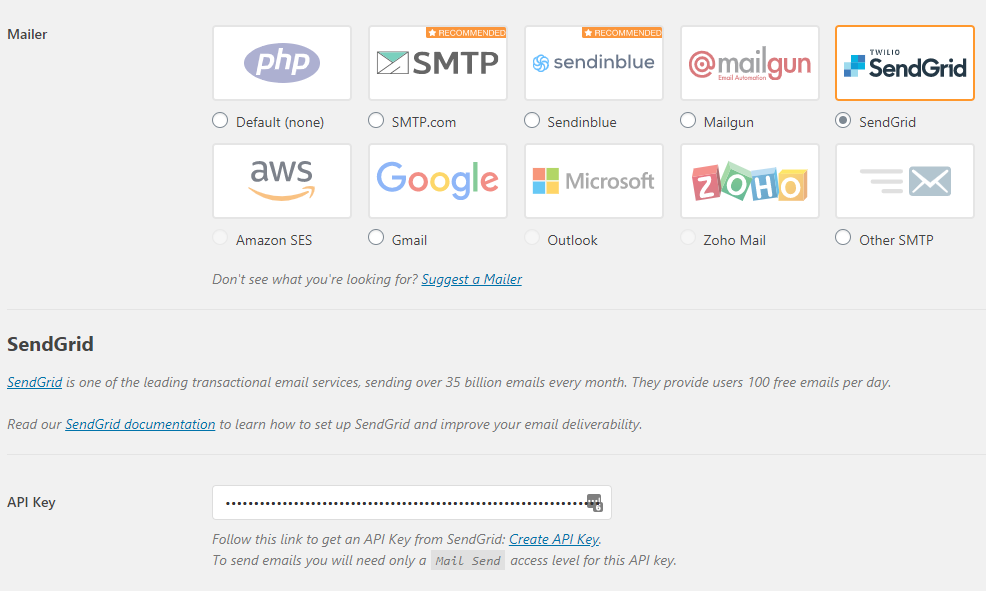 Mailer
php
★ RECOMMENDED
SMTP
★ RECOMMENDED
sendinblue
@mailgun
Email Automation
TWILIO
SendGrid
Default (none)
SMTP.com
Sendinblue
Mailgun
SendGrid
aws
Google
Microsoft
ZOHO
Amazon SES
Gmail
Outlook
Zoho Mail
Other SMTP
Don't see what you're looking for? Suggest a Mailer
SendGrid
SendGrid is one of the leading transactional email services, sending over 35 billion emails every month. They provide users 100 free emails per day.
Read our SendGrid documentation to learn how to set up SendGrid and improve your email deliverability.
API Key
Follow this link to get an API Key from SendGrid: Create API Key.
To send emails you will need only a Mail Send access level for this API key.